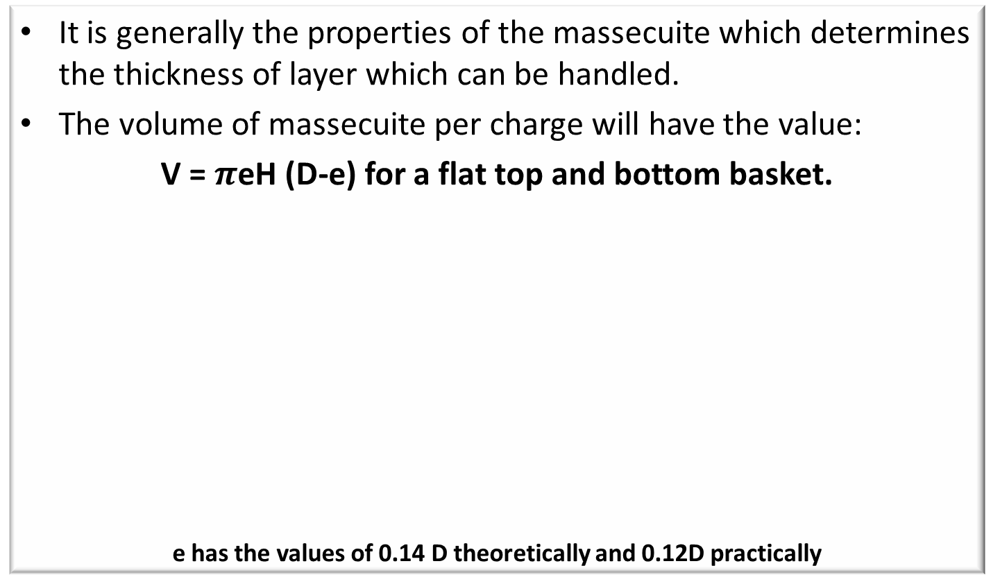 • It is generally the properties of the massecuite which determines
the thickness of layer which can be handled.
• The volume of massecuite per charge will have the value:
V = 𝝅eH (D-e) for a flat top and bottom basket.
e has the values of 0.14 D theoretically and 0.12D practically